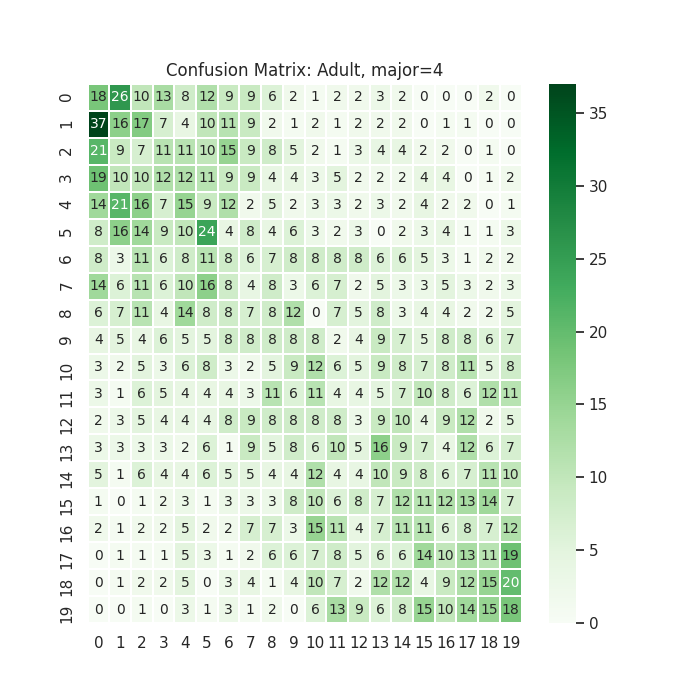 Confusion Matrix: Adult, major=4
0 18 26 10 13 8 12 9 9 6 2 1 2 2 3 2 0 0 0 2 0
1 37 16 17 7 4 10 11 9 2 1 2 1 2 2 2 0 1 1 0 0
2 21 9 7 11 11 10 15 9 8 5 2 1 3 4 4 2 2 0 1 0
3 19 10 10 12 12 11 9 9 4 4 3 5 2 2 2 4 4 0 1 2
4 14 21 16 7 15 9 12 2 5 2 3 3 2 3 2 4 2 2 0 1
5 8 16 14 9 10 24 4 8 4 6 3 2 3 0 2 3 4 1 1 3
6 8 3 11 6 8 11 8 6 7 8 8 8 8 6 6 5 3 1 2 2
7 14 6 11 6 10 16 8 4 8 3 6 7 2 5 3 3 5 3 2 3
8 6 7 11 4 14 8 8 7 8 12 0 7 5 8 3 4 4 2 2 5
9 4 5 4 6 5 5 8 8 8 8 8 2 4 9 7 5 8 8 6 7
10 3 2 5 3 6 8 3 2 5 9 12 6 5 9 8 7 8 11 5 8
11 3 1 6 5 4 4 4 3 11 6 11 4 4 5 7 10 8 6 12 11
12 2 3 5 4 4 4 8 9 8 8 8 8 3 9 10 4 9 12 2 5
13 3 3 3 3 2 6 1 9 5 8 6 10 5 16 9 7 4 12 6 7
14 5 1 6 4 4 6 5 5 4 4 12 4 4 10 9 8 6 7 11 10
15 1 0 1 2 3 1 3 3 3 8 10 6 8 7 12 11 12 13 14 7
16 2 1 2 2 5 2 2 7 7 3 15 11 4 7 11 11 6 8 7 12
17 0 1 1 1 5 3 1 2 6 6 7 8 5 6 6 14 10 13 11 19
18 0 1 2 2 5 0 3 4 1 4 10 7 2 12 12 4 9 12 15 20
19 0 0 1 0 3 1 3 1 2 0 6 13 9 6 8 15 10 14 15 18
0 1 2 3 4 5 6 7 8 9 10 11 12 13 14 15 16 17 18 19
35
30
25
20
15
10
5
0